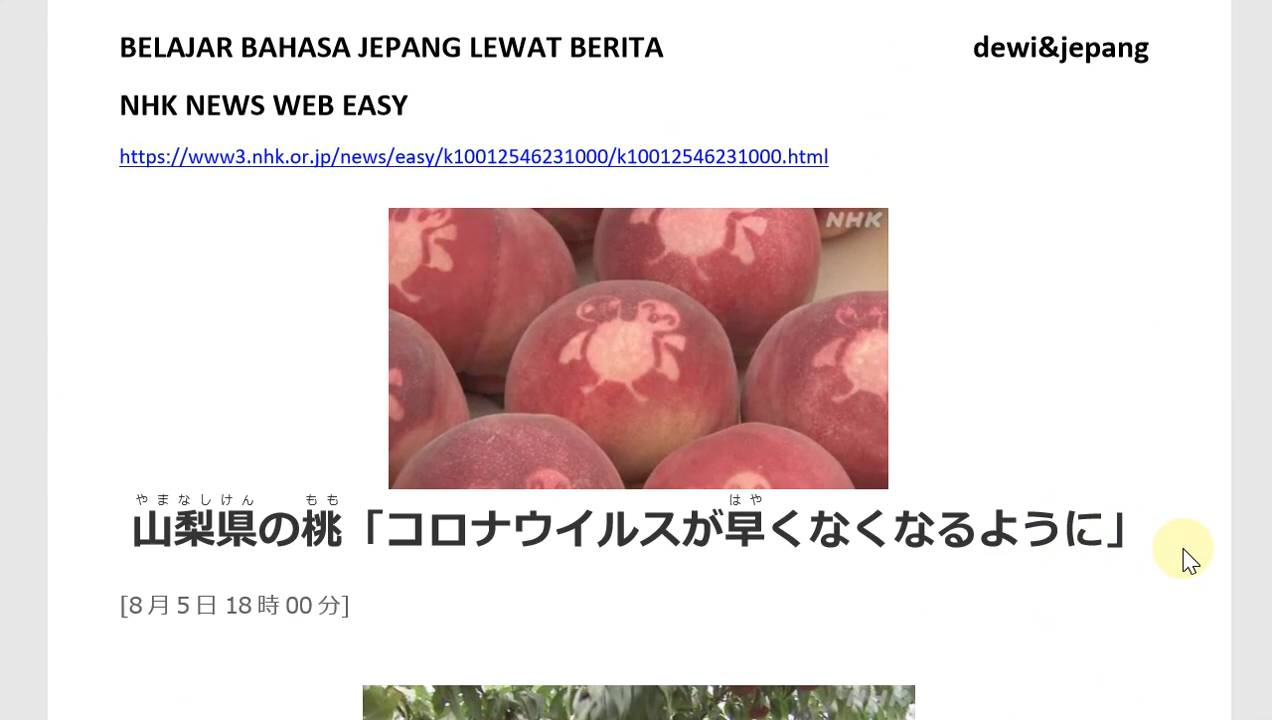 BELAJAR BAHASA JEPANG LEWAT BERITA dewi&jepang
NHK NEWS WEB EASY
https://www3.nhk.or.jp/news/easy/k10012546231000/k10012546231000.html
NHK
やまなしけん もも はや
山梨県の桃「コロナウイルスが早くなくなるように」
[8月5日18時00分]